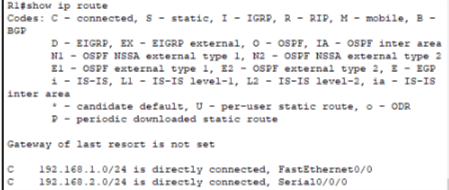 R1#show ip route
Codes: C - connected, S - static, I - IGRP, R - RIP, M - mobile, B -
BGP
D - EIGRP, EX - EIGRP external, O - OSPF, IA - OSPF inter area
N1 - OSPF NSSA external type 1, N2 - OSPF NSSA external type 2
E1 - OSPF external type 1, E2 - OSPF external type 2, E - EGP
i - IS-IS, L1 - IS-IS level-1, L2 - IS-IS level-2, ia - IS-IS
inter area
* - candidate default, U - per-user static route, o - ODR
P - periodic downloaded static route
Gateway of last resort is not set
C 192.168.1.0/24 is directly connected, FastEthernet0/0
C 192.168.2.0/24 is directly connected, Serial0/0/0